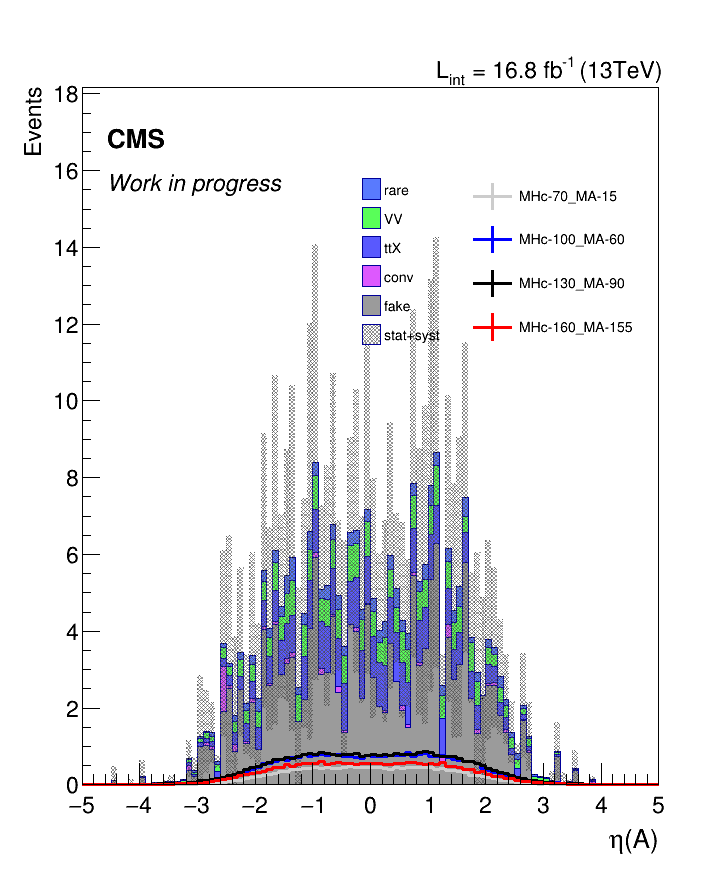 L_int = 16.8 fb^-1 (13TeV)
Events
18
CMS
16
Work in progress
rare
MHc-70_MA-15
VV
14
ttX
MHc-100_MA-60
conv
MHc-130_MA-90
12
fake
stat+syst
MHc-160_MA-155
10
8
6
4
2
0
−5 −4 −3 −2 −1 0 1 2 3 4 5
η(A)